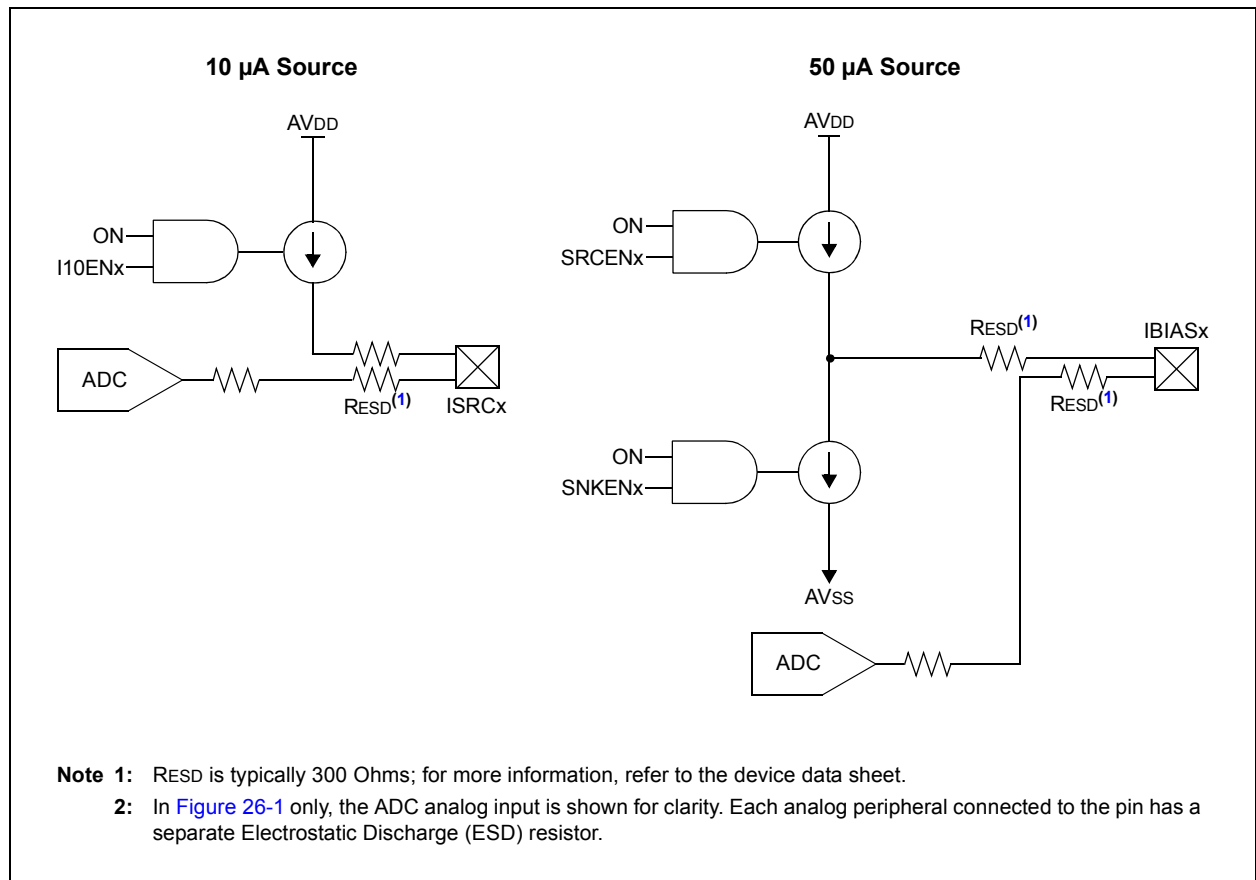 10 µA Source
AVDD
ON
I10ENx
ADC
RESD(1)
ISRCx
50 µA Source
AVDD
ON
SRCENx
RESD(1)
IBIASx
RESD(1)
ON
SNKENx
AVSS
ADC
Note 1: RESD is typically 300 Ohms; for more information, refer to the device data sheet.
2: In Figure 26-1 only, the ADC analog input is shown for clarity. Each analog peripheral connected to the pin has a
separate Electrostatic Discharge (ESD) resistor.